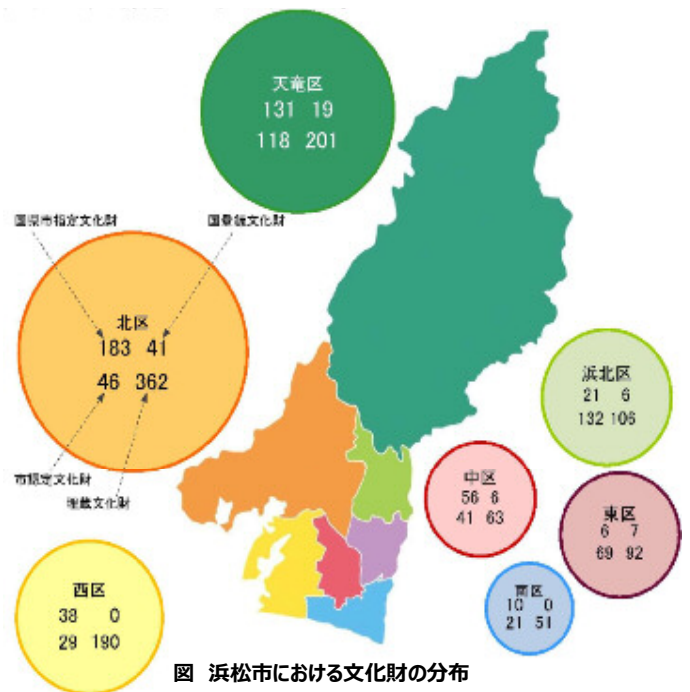 天竜区
131 19
118 201
国県市指定文化財
国登録文化財
北区
183 41
46 362
市認定文化財
埋蔵文化財
浜北区
21 6
132 106
中区
56 6
41 63
東区
6 7
69 92
西区
38 0
29 190
南区
10 0
21 51
図 浜松市における文化財の分布